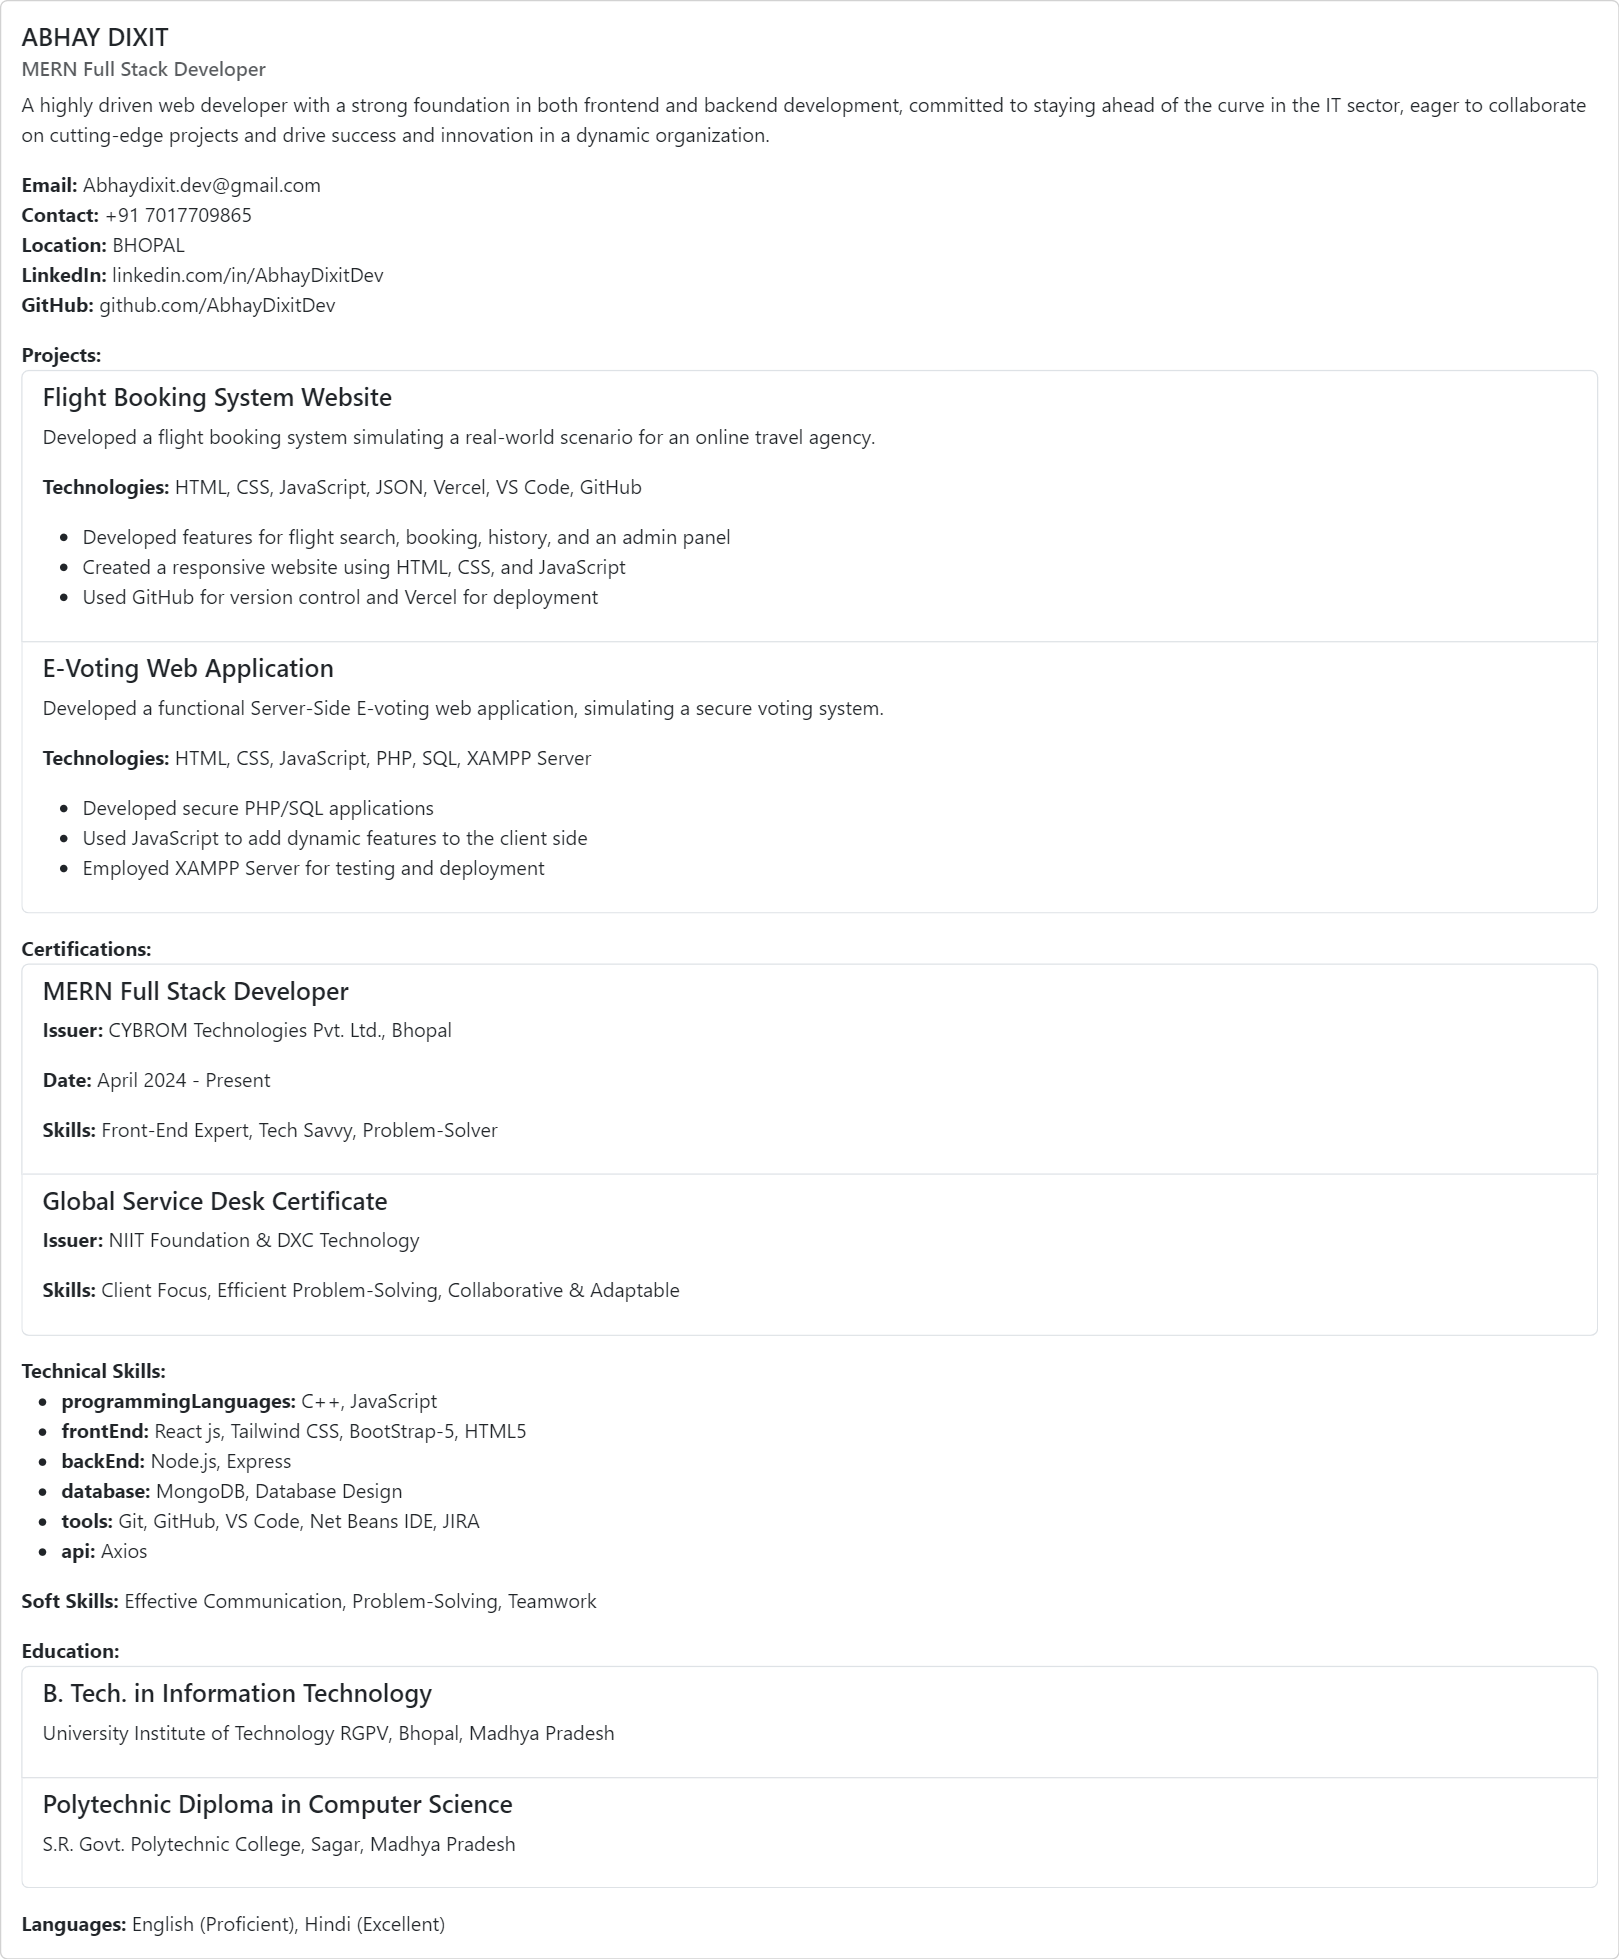 ABHAY DIXIT
MERN Full Stack Developer
A highly driven web developer with a strong foundation in both frontend and backend development, committed to staying ahead of the curve in the IT sector, eager to collaborate
on cutting-edge projects and drive success and innovation in a dynamic organization.
Email: Abhaydixit.dev@gmail.com
Contact: +91 7017709865
Location: BHOPAL
LinkedIn: linkedin.com/in/AbhayDixitDev
GitHub: github.com/AbhayDixitDev
Projects:
Flight Booking System Website
Developed a flight booking system simulating a real-world scenario for an online travel agency.
Technologies: HTML, CSS, JavaScript, JSON, Vercel, VS Code, GitHub
• Developed features for flight search, booking, history, and an admin panel
• Created a responsive website using HTML, CSS, and JavaScript
• Used GitHub for version control and Vercel for deployment
E-Voting Web Application
Developed a functional Server-Side E-voting web application, simulating a secure voting system.
Technologies: HTML, CSS, JavaScript, PHP, SQL, XAMPP Server
• Developed secure PHP/SQL applications
• Used JavaScript to add dynamic features to the client side
• Employed XAMPP Server for testing and deployment
Certifications:
MERN Full Stack Developer
Issuer: CYBROM Technologies Pvt. Ltd., Bhopal
Date: April 2024 - Present
Skills: Front-End Expert, Tech Savvy, Problem-Solver
Global Service Desk Certificate
Issuer: NIIT Foundation & DXC Technology
Skills: Client Focus, Efficient Problem-Solving, Collaborative & Adaptable
Technical Skills:
• programmingLanguages: C++, JavaScript
• frontEnd: React js, Tailwind CSS, BootStrap-5, HTML5
• backEnd: Node.js, Express
• database: MongoDB, Database Design
• tools: Git, GitHub, VS Code, Net Beans IDE, JIRA
• api: Axios
Soft Skills: Effective Communication, Problem-Solving, Teamwork
Education:
B. Tech. in Information Technology
University Institute of Technology RGPV, Bhopal, Madhya Pradesh
Polytechnic Diploma in Computer Science
S.R. Govt. Polytechnic College, Sagar, Madhya Pradesh
Languages: English (Proficient), Hindi (Excellent)